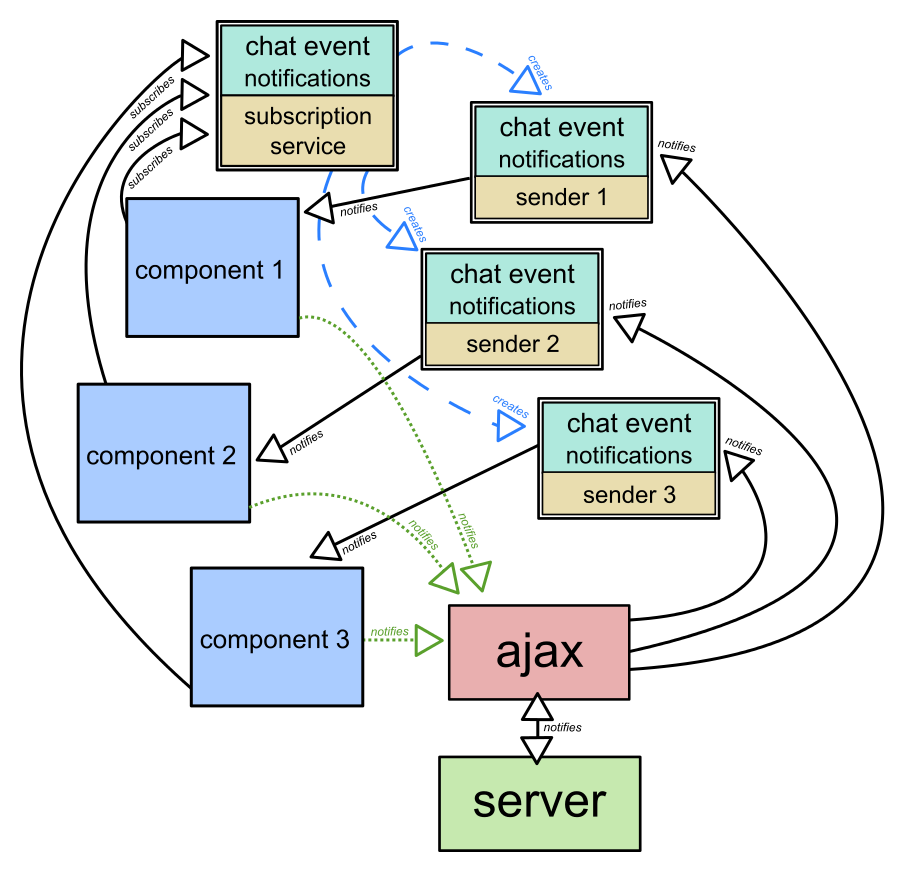 chat event
notifications
subscription
service
creates
subscribes
subscribes
subscribes
chat event
notifications
sender 1
notifies
notifies
creates
component 1
chat event
notifications
sender 2
notifies
creates
chat event
notifications
sender 3
notifies
component 2
notifies
notifies
notifies
notifies
component 3
notifies
ajax
notifies
server